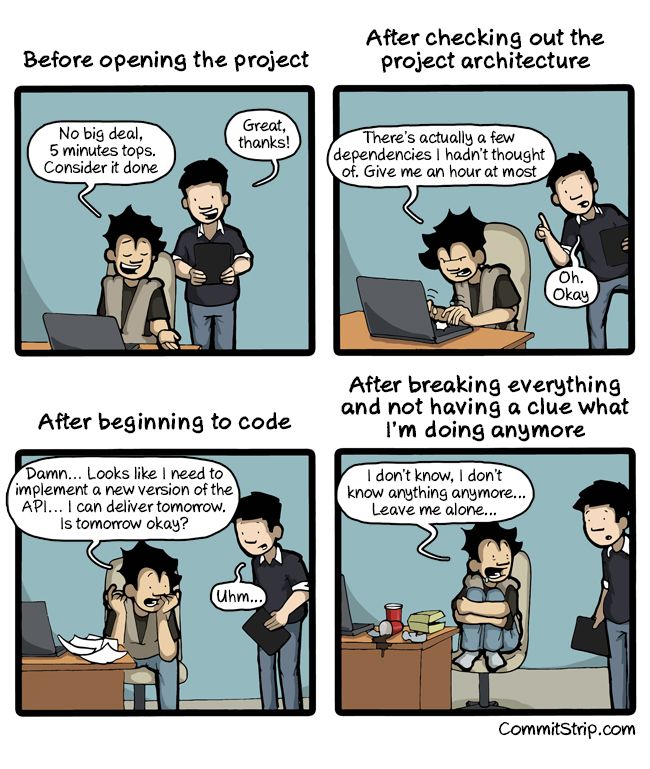 Before opening the project
No big deal,
5 minutes tops.
Consider it done
Great,
thanks!
After checking out the
project architecture
There's actually a few
dependencies I hadn't thought
of. Give me an hour at most
Oh.
Okay
After beginning to code
Damn... Looks like I need to
implement a new version of the
API... I can deliver tomorrow.
Is tomorrow okay?
Uhm...
After breaking everything
and not having a clue what
I'm doing anymore
I don't know, I don't
know anything anymore...
Leave me alone...
CommitStrip.com